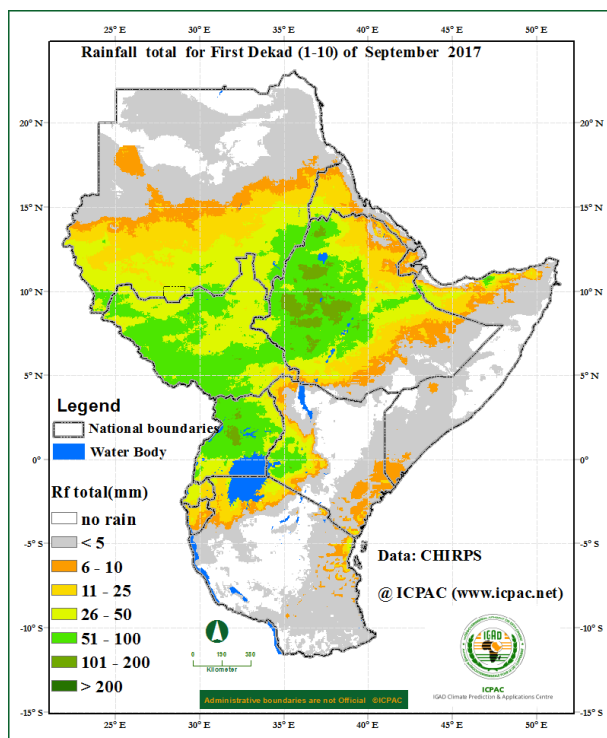 25° E 30° E 35° E 40° E 45° E 50° E
Rainfall total for First Dekad (1-10) of September 2017
20° N 20° N
15° N 15° N
10° N 10° N
5°N 5°N
0° 0°
-5° S -5° S
-10° S -10° S
-15° S -15° S
Legend
National boundaries
Water Body
Rf total(mm)
no rain
< 5
6 - 10
11 - 25
26 - 50
51 - 100
101 - 200
> 200
Data: CHIRPS
@ ICPAC (www.icpac.net)
0 150 300
Kilometer
IGAD
ICPAC
IGAD Climate Prediction & Applications Centre
Administrative boundaries are not Official ©ICPAC
25° E 30° E 35° E 40° E 45° E 50° E